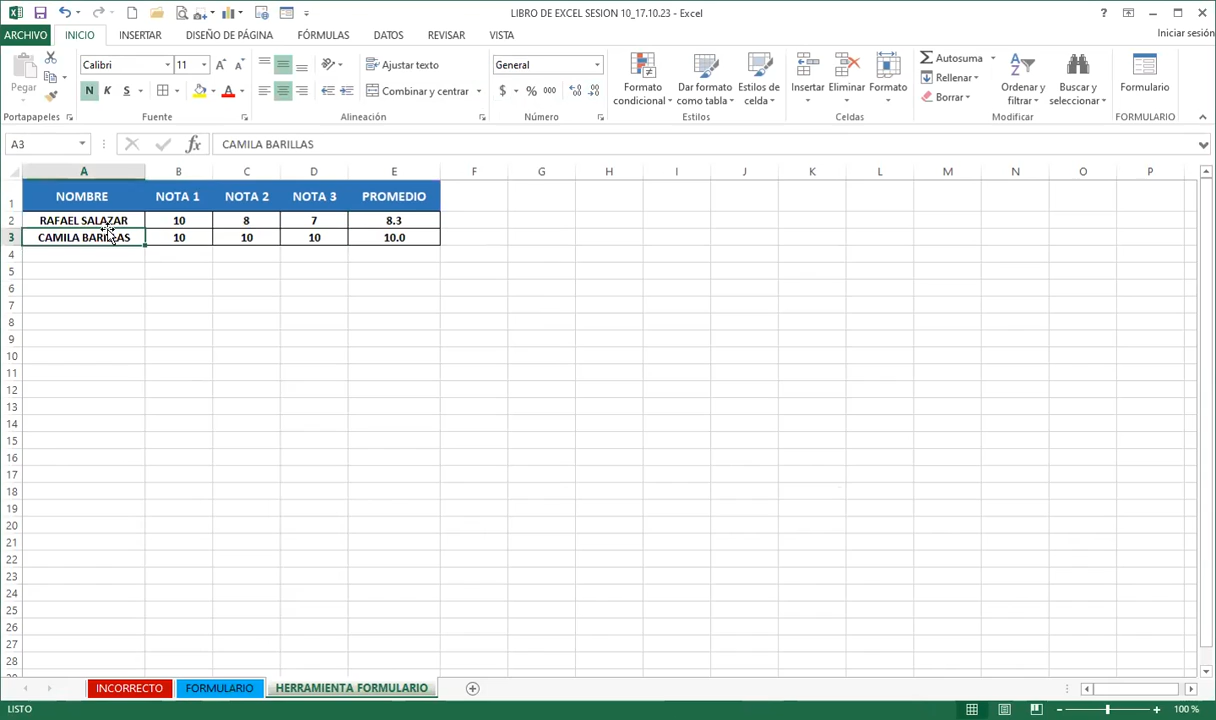 LIBRO DE EXCEL SESION 10_17.10.23 - Excel
ARCHIVO INICIO INSERTAR DISEÑO DE PÁGINA FÓRMULAS DATOS REVISAR VISTA Iniciar sesión
Pegar
Calibri 11
N K S
Ajustar texto
Combinar y centrar
General
$ % 000
Formato condicional
Dar formato como tabla
Estilos de celda
Insertar Eliminar Formato
Autosuma
Rellenar
Borrar
Ordenar y filtrar
Buscar y seleccionar
Formulario
Portapapeles Fuente Alineación Número Estilos Celdas Modificar FORMULARIO
A3 fx CAMILA BARILLAS
A B C D E F G H I J K L M N O P
1 NOMBRE NOTA 1 NOTA 2 NOTA 3 PROMEDIO
2 RAFAEL SALAZAR 10 8 7 8.3
3 CAMILA BARILLAS 10 10 10 10.0
4
5
6
7
8
9
10
11
12
13
14
15
16
17
18
19
20
21
22
23
24
25
26
27
28
INCORRECTO FORMULARIO HERRAMIENTA FORMULARIO
LISTO 100 %